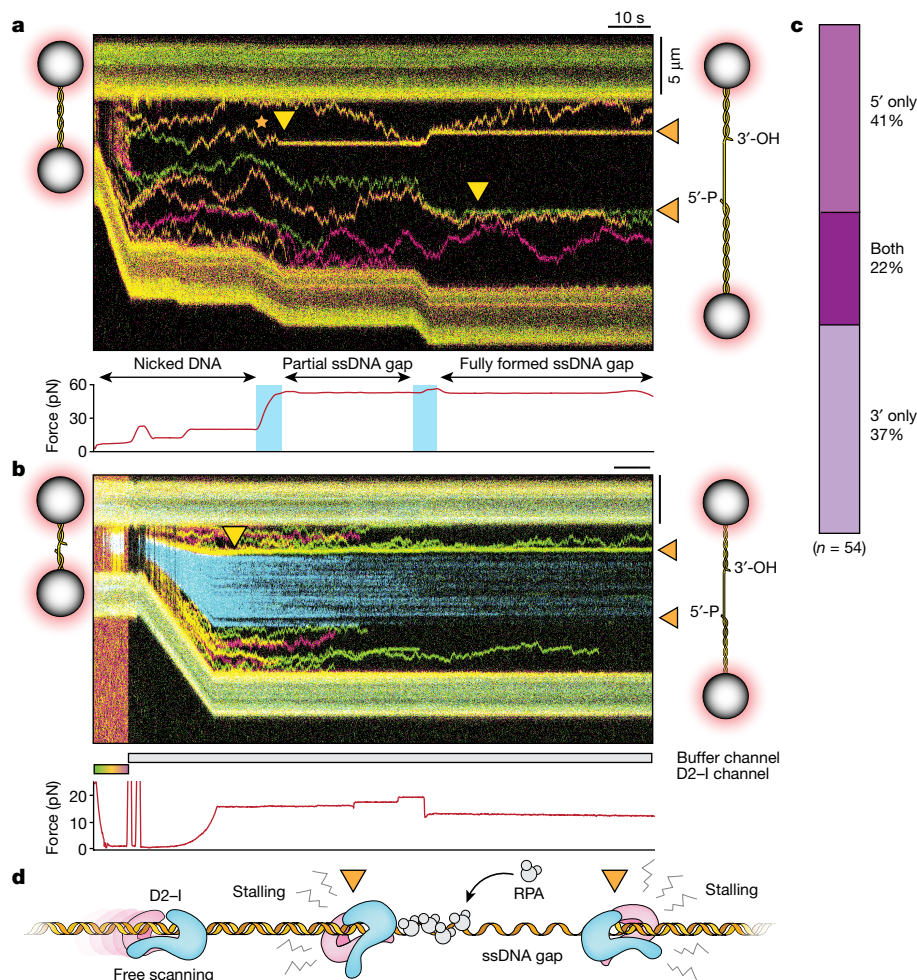 a
10 s
5 μm
3′-OH
5′-P
Nicked DNA
Partial ssDNA gap
Fully formed ssDNA gap
Force (pN)
60
30
0
b
3′-OH
5′-P
Buffer channel
D2–I channel
Force (pN)
20
10
0
c
5′ only
41%
Both
22%
3′ only
37%
(n = 54)
d
D2–I
Stalling
RPA
Stalling
Free scanning
ssDNA gap